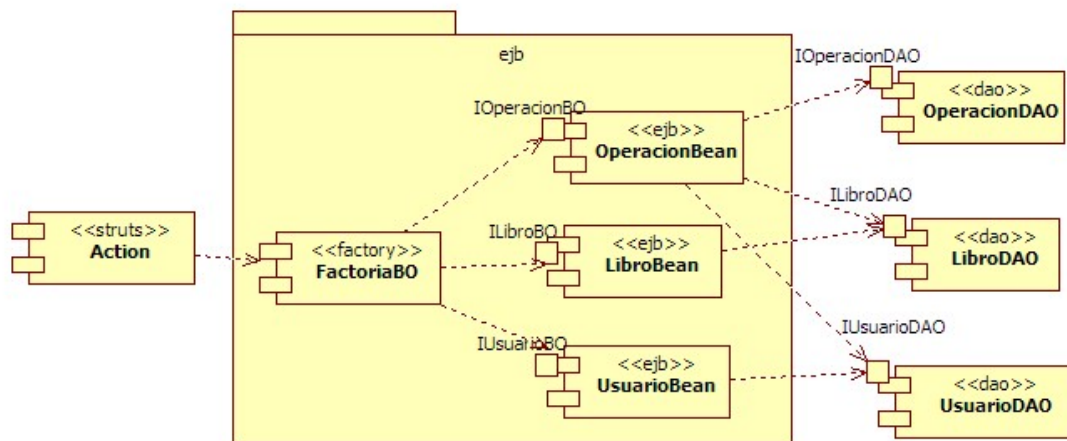 ejb
IOperacionDAO
<<dao>>
OperacionDAO
IOperacionBO
<<ejb>>
OperacionBean
<<struts>>
Action
<<factory>>
FactoriaBO
ILibroBO
<<ejb>>
LibroBean
ILibroDAO
<<dao>>
LibroDAO
IUsuarioBO
<<ejb>>
UsuarioBean
IUsuarioDAO
<<dao>>
UsuarioDAO